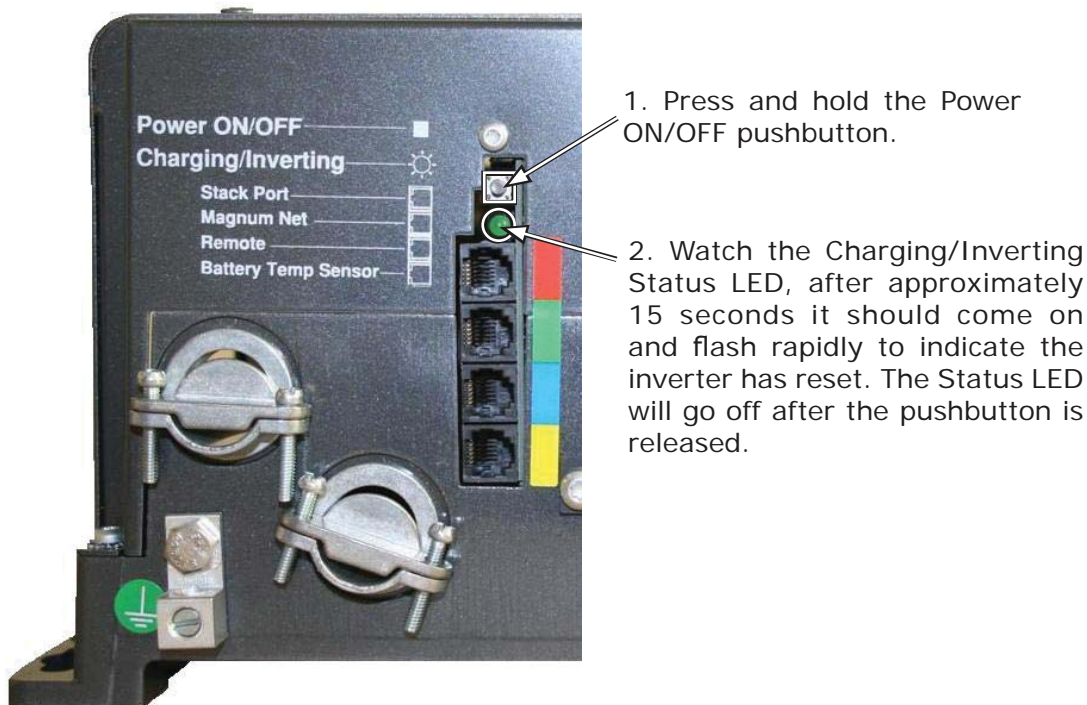 Power ON/OFF
Charging/Inverting
Stack Port
Magnum Net
Remote
Battery Temp Sensor
1. Press and hold the Power
ON/OFF pushbutton.
2. Watch the Charging/Inverting
Status LED, after approximately
15 seconds it should come on
and flash rapidly to indicate the
inverter has reset. The Status LED
will go off after the pushbutton is
released.